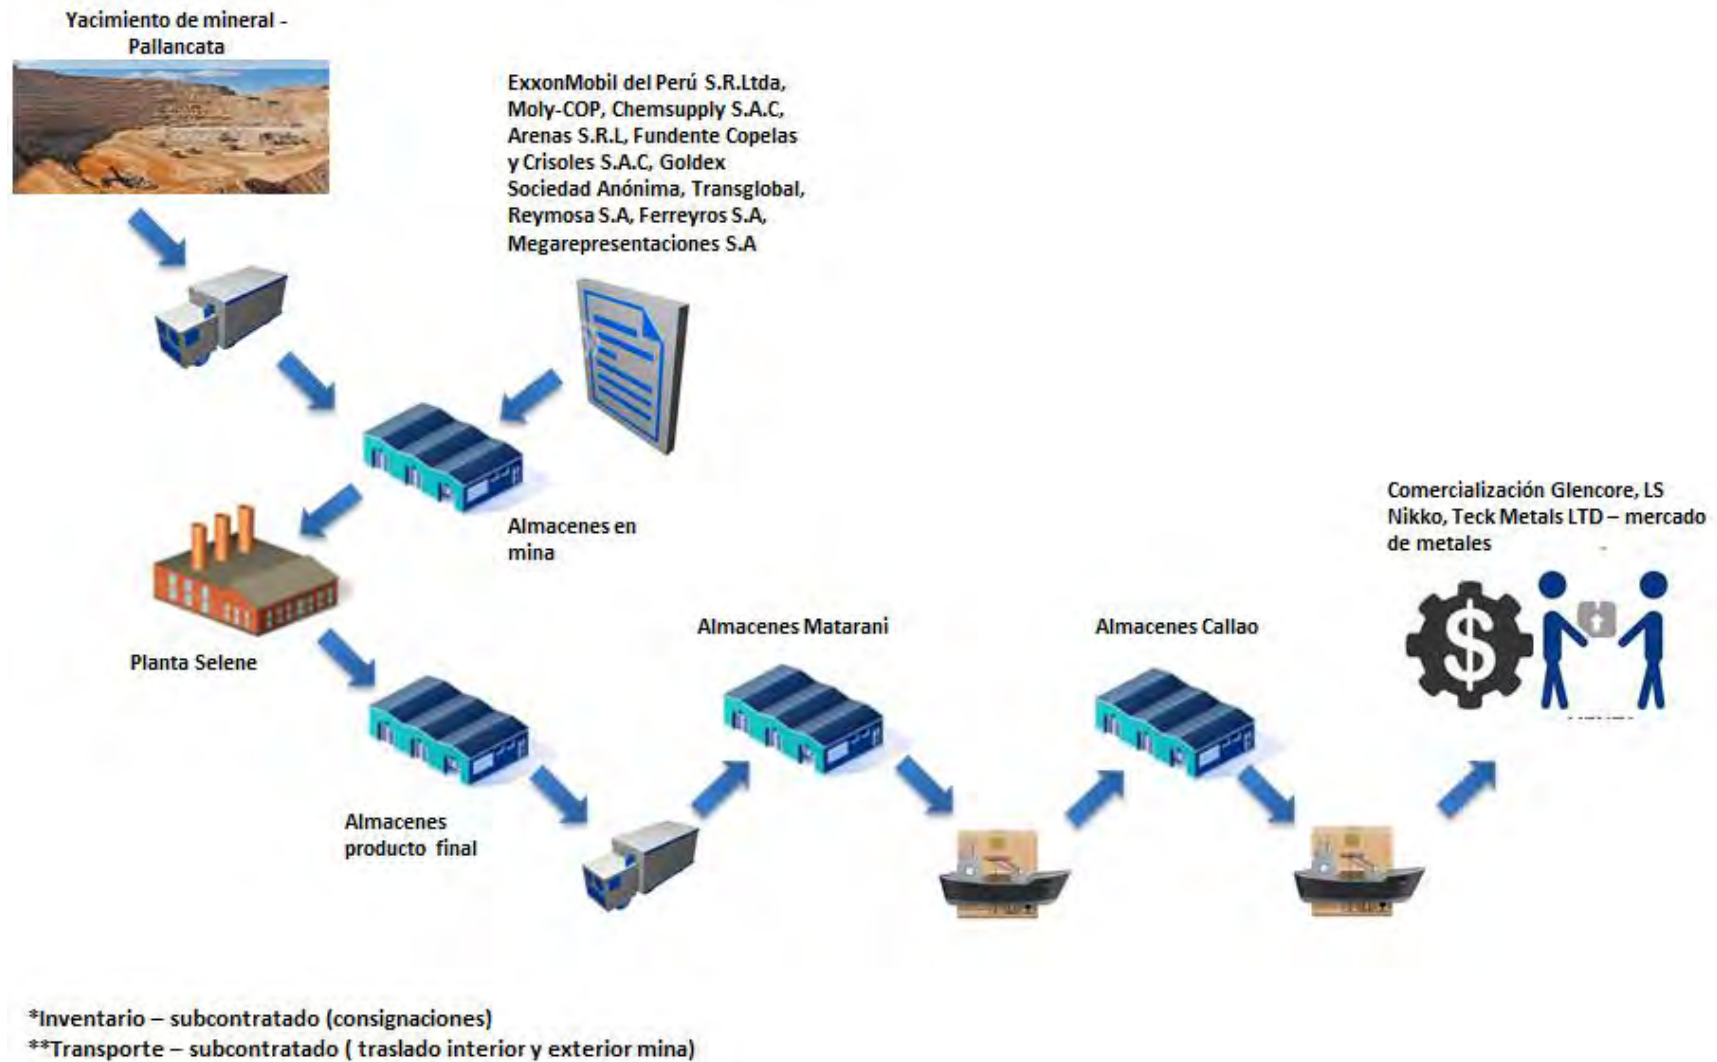 Yacimiento de mineral -
Pallancata
ExxonMobil del Perú S.R.Ltda,
Moly-COP, Chemsupply S.A.C,
Arenas S.R.L, Fundente Copelas
y Crisoles S.A.C, Goldex
Sociedad Anónima, Transglobal,
Reymosa S.A, Ferreyros S.A,
Megarepresentaciones S.A
Almacenes en
mina
Planta Selene
Almacenes
producto final
Almacenes Matarani
Almacenes Callao
Comercialización Glencore, LS
Nikko, Teck Metals LTD – mercado
de metales
$
*Inventario – subcontratado (consignaciones)
**Transporte – subcontratado ( traslado interior y exterior mina)